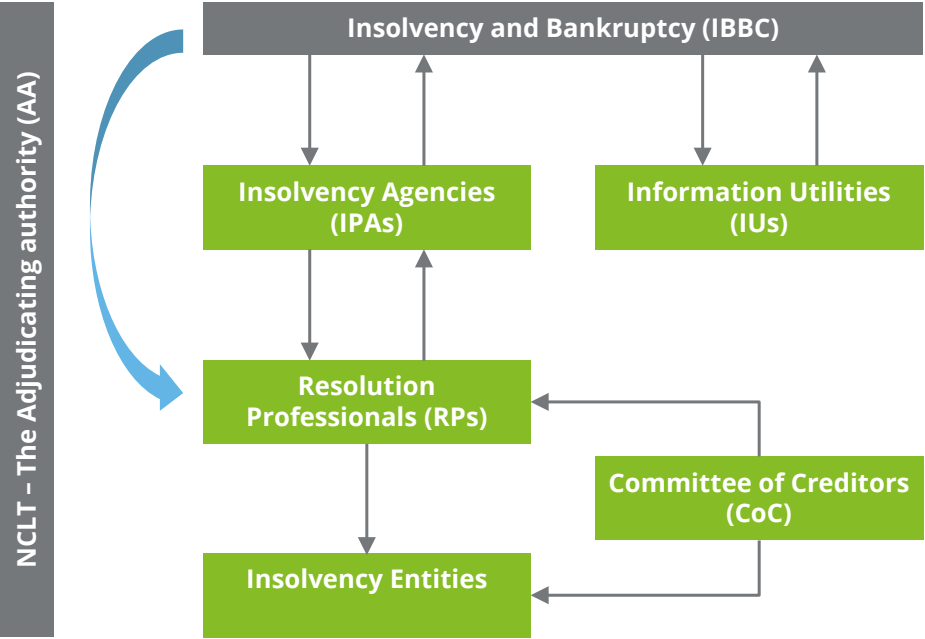 NCLT – The Adjudicating authority (AA)
Insolvency and Bankruptcy (IBBC)
Insolvency Agencies
(IPAs)
Information Utilities
(IUs)
Resolution
Professionals (RPs)
Committee of Creditors
(CoC)
Insolvency Entities